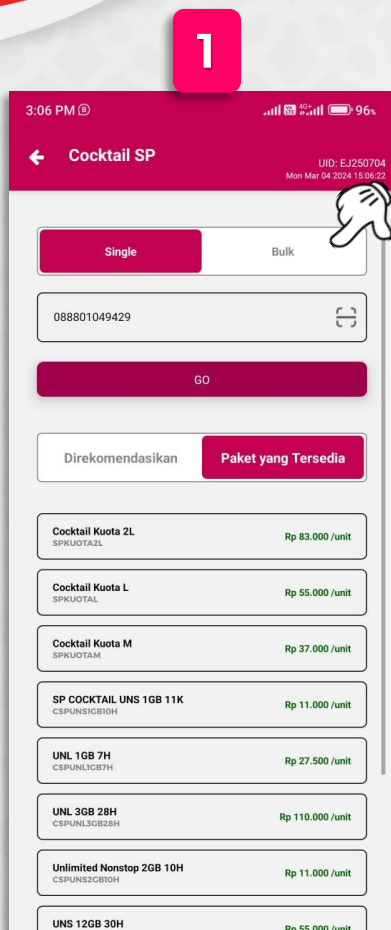 1
3:06 PM B 4G+ 96%
Cocktail SP
UID: EJ250704
Mon Mar 04 2024 15:06:22
Single Bulk
088801049429
GO
Direkomendasikan Paket yang Tersedia
Cocktail Kuota 2L
SPKUOTA2L
Rp 83.000 /unit
Cocktail Kuota L
SPKUOTAL
Rp 55.000 /unit
Cocktail Kuota M
SPKUOTAM
Rp 37.000 /unit
SP COCKTAIL UNS 1GB 11K
CSPUNS1GB10H
Rp 11.000 /unit
UNL 1GB 7H
CSPUNL1GB7H
Rp 27.500 /unit
UNL 3GB 28H
CSPUNL3GB28H
Rp 110.000 /unit
Unlimited Nonstop 2GB 10H
CSPUNS2GB10H
Rp 11.000 /unit
UNS 12GB 30H
Rp 55.000 /unit